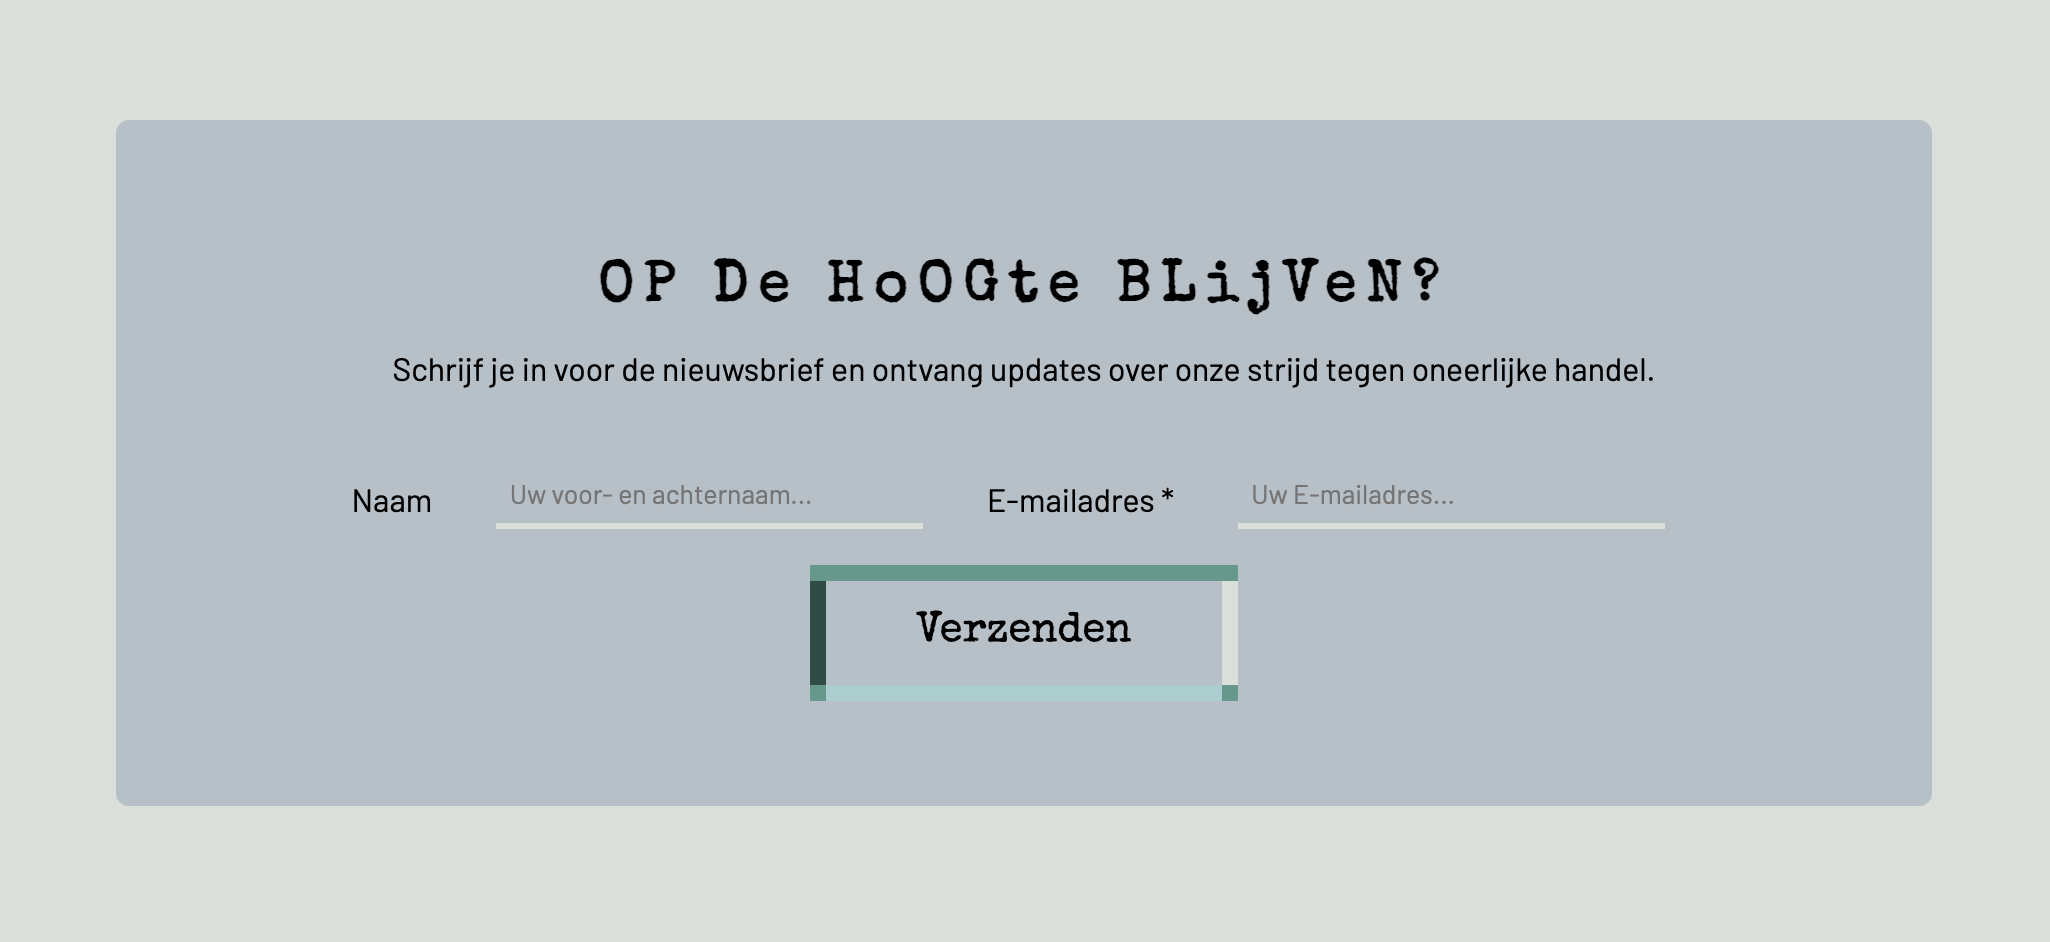 OP De HoOGte BLijVeN?
Schrijf je in voor de nieuwsbrief en ontvang updates over onze strijd tegen oneerlijke handel.
Naam Uw voor- en achternaam... E-mailadres * Uw E-mailadres...
Verzenden